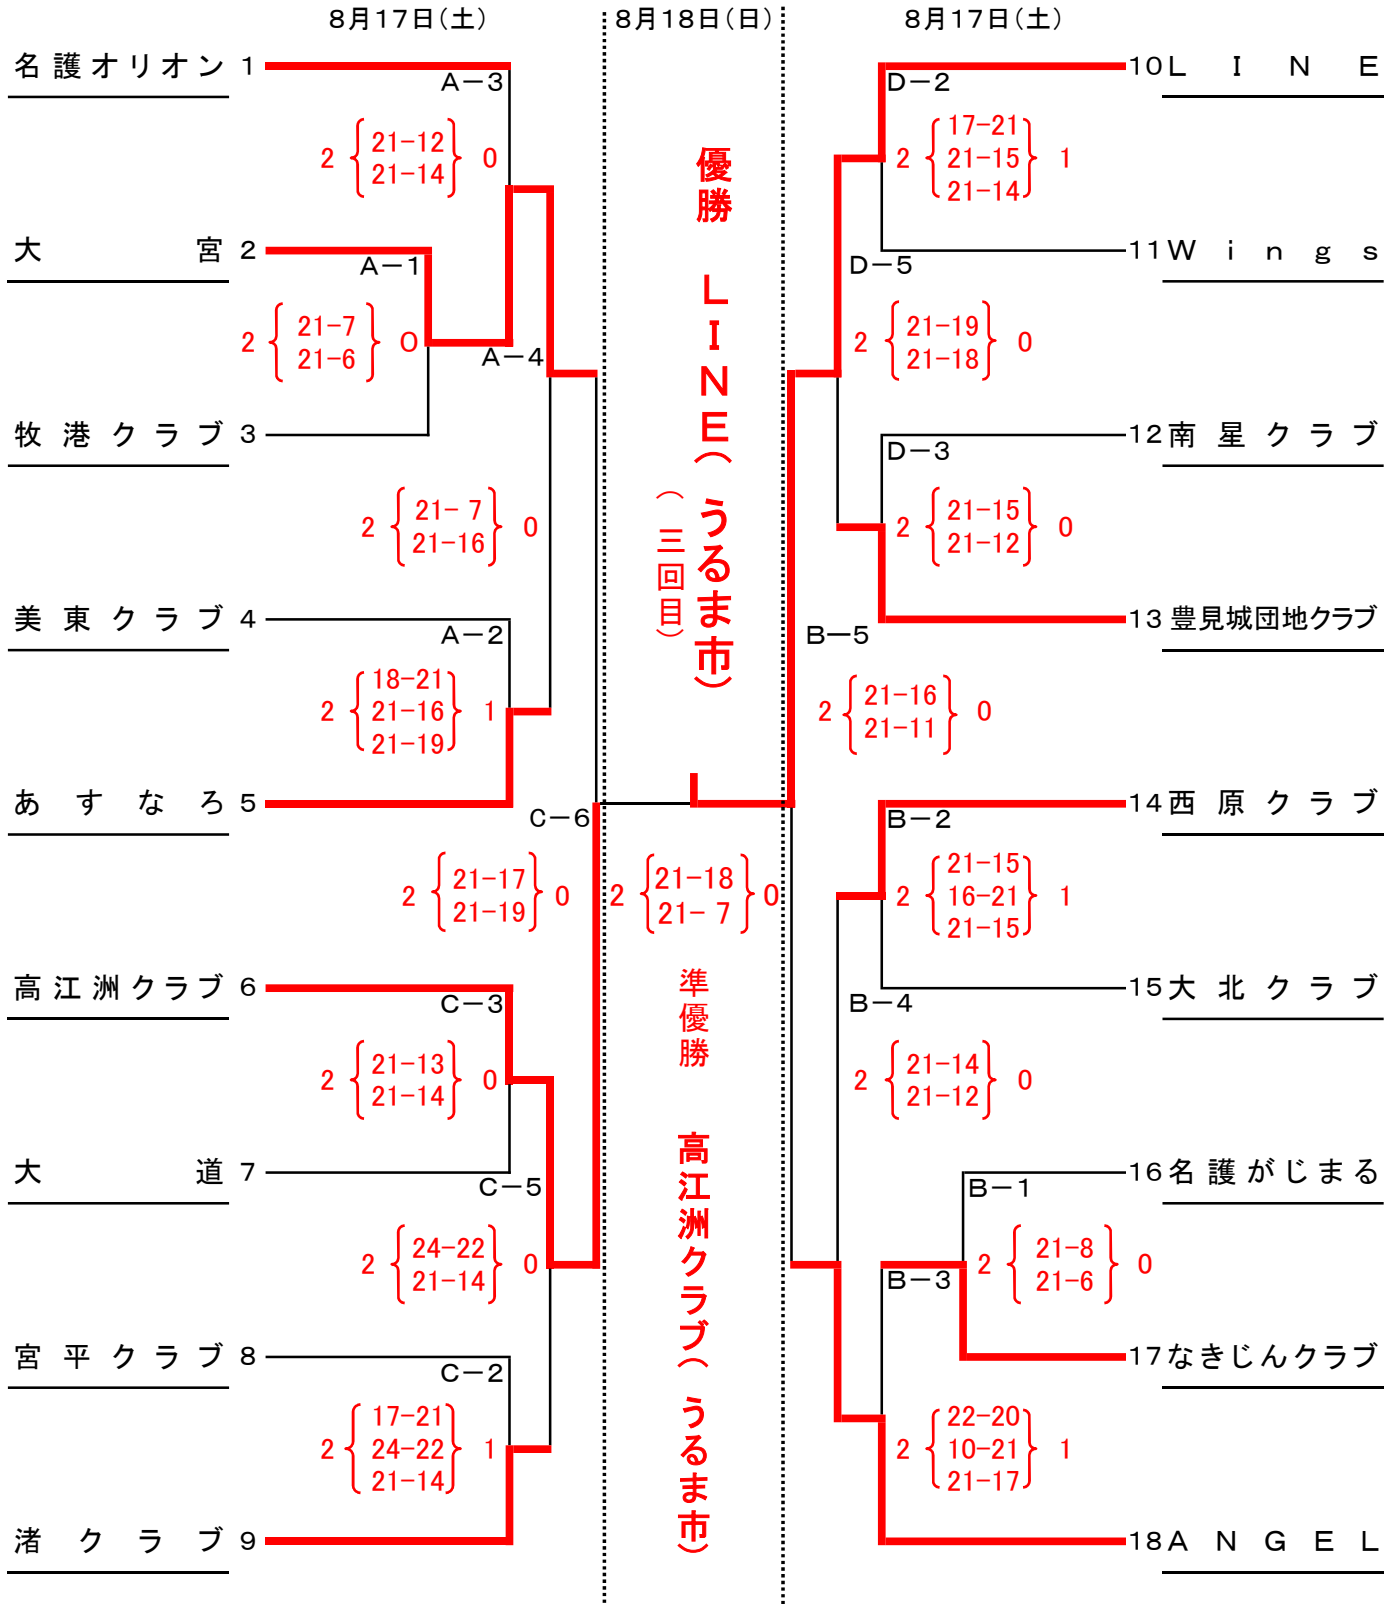 8月17日(土)
8月18日(日)
8月17日(土)
名護オリオン 1
A-3
2 21-12 0
21-14
大宮 2
A-1
2 21-7 0
21-6
A-4
牧港クラブ 3
2 21- 7 0
21-16
美東クラブ 4
A-2
2 18-21 1
21-16
21-19
あすなろ 5
C-6
2 21-17 0
21-19
高江洲クラブ 6
C-3
2 21-13 0
21-14
大道 7
C-5
2 24-22 0
21-14
宮平クラブ 8
C-2
2 17-21 1
24-22
21-14
渚クラブ 9
優勝 LINE(うるま市)
(三回目)
2 21-18 0
21- 7
準優勝 高江洲クラブ(うるま市)
10 LINE
D-2
2 17-21 1
21-15
21-14
11 Wings
D-5
2 21-19 0
21-18
12 南星クラブ
D-3
2 21-15 0
21-12
13 豊見城団地クラブ
B-5
2 21-16 0
21-11
14 西原クラブ
B-2
2 21-15 1
16-21
21-15
15 大北クラブ
B-4
2 21-14 0
21-12
16 名護がじまる
B-1
2 21-8 0
21-6
B-3
17 なきじんクラブ
2 22-20 1
10-21
21-17
18 ANGEL